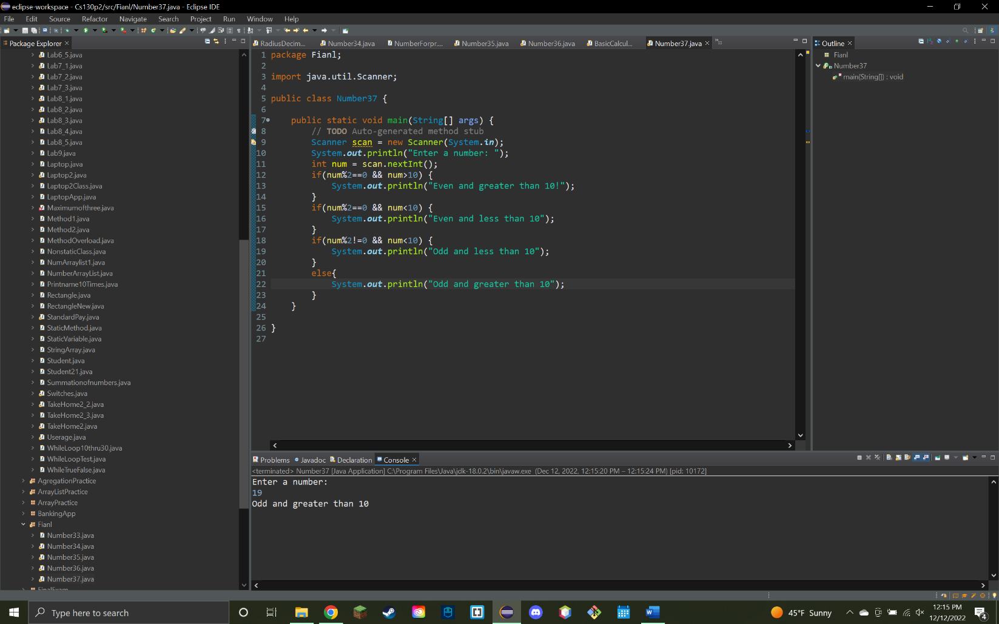 eclipse-workspace - Cs130p2/src/Fianl/Number37.java - Eclipse IDE
File Edit Source Refactor Navigate Search Project Run Window Help
Package Explorer
Lab6_5.java
Lab7_1.java
Lab7_2.java
Lab7_3.java
Lab8_1.java
Lab8_2.java
Lab8_3.java
Lab8_4.java
Lab8_5.java
Lab9.java
Laptop.java
Laptop2.java
Laptop2Class.java
LaptopApp.java
Maximumofthree.java
Method1.java
Method2.java
MethodOverload.java
NonstaticClass.java
NumArraylist1.java
NumberArrayList.java
Printname10Times.java
Rectangle.java
RectangleNew.java
StandardPay.java
StaticMethod.java
StaticVariable.java
StringArray.java
Student.java
Student21.java
Summationofnumbers.java
Switches.java
TakeHome2_2.java
TakeHome2_3.java
TakeHome2.java
Userage.java
WhileLoop10thru30.java
WhileLoopTest.java
WhileTrueFalse.java
AgregationPractice
ArrayListPractice
ArrayPractice
BankingApp
Fianl
Number33.java
Number34.java
Number35.java
Number36.java
Number37.java
FinalExam
RadiusDecim... Number34.java NumberForpr.... Number35.java Number36.java BasicCalcul... Number37.java 33
1 package Fianl;
2
3 import java.util.Scanner;
4
5 public class Number37 {
6
7 public static void main(String[] args) {
8 // TODO Auto-generated method stub
9 Scanner scan = new Scanner(System.in);
10 System.out.println("Enter a number: ");
11 int num = scan.nextInt();
12 if(num%2==0 && num>10) {
13 System.out.println("Even and greater than 10!");
14 }
15 if(num%2==0 && num<10) {
16 System.out.println("Even and less than 10");
17 }
18 if(num%2!=0 && num<10) {
19 System.out.println("Odd and less than 10");
20 }
21 else{
22 System.out.println("Odd and greater than 10");
23 }
24 }
25
26 }
27
Outline
Fianl
Number37
main(String[]) : void
Problems Javadoc Declaration Console
<terminated> Number37 [Java Application] C:\Program Files\Java\jdk-18.0.2\bin\javaw.exe (Dec 12, 2022, 12:15:20 PM – 12:15:24 PM) [pid: 10172]
Enter a number:
19
Odd and greater than 10
Type here to search
45°F Sunny
12:15 PM
12/12/2022
4